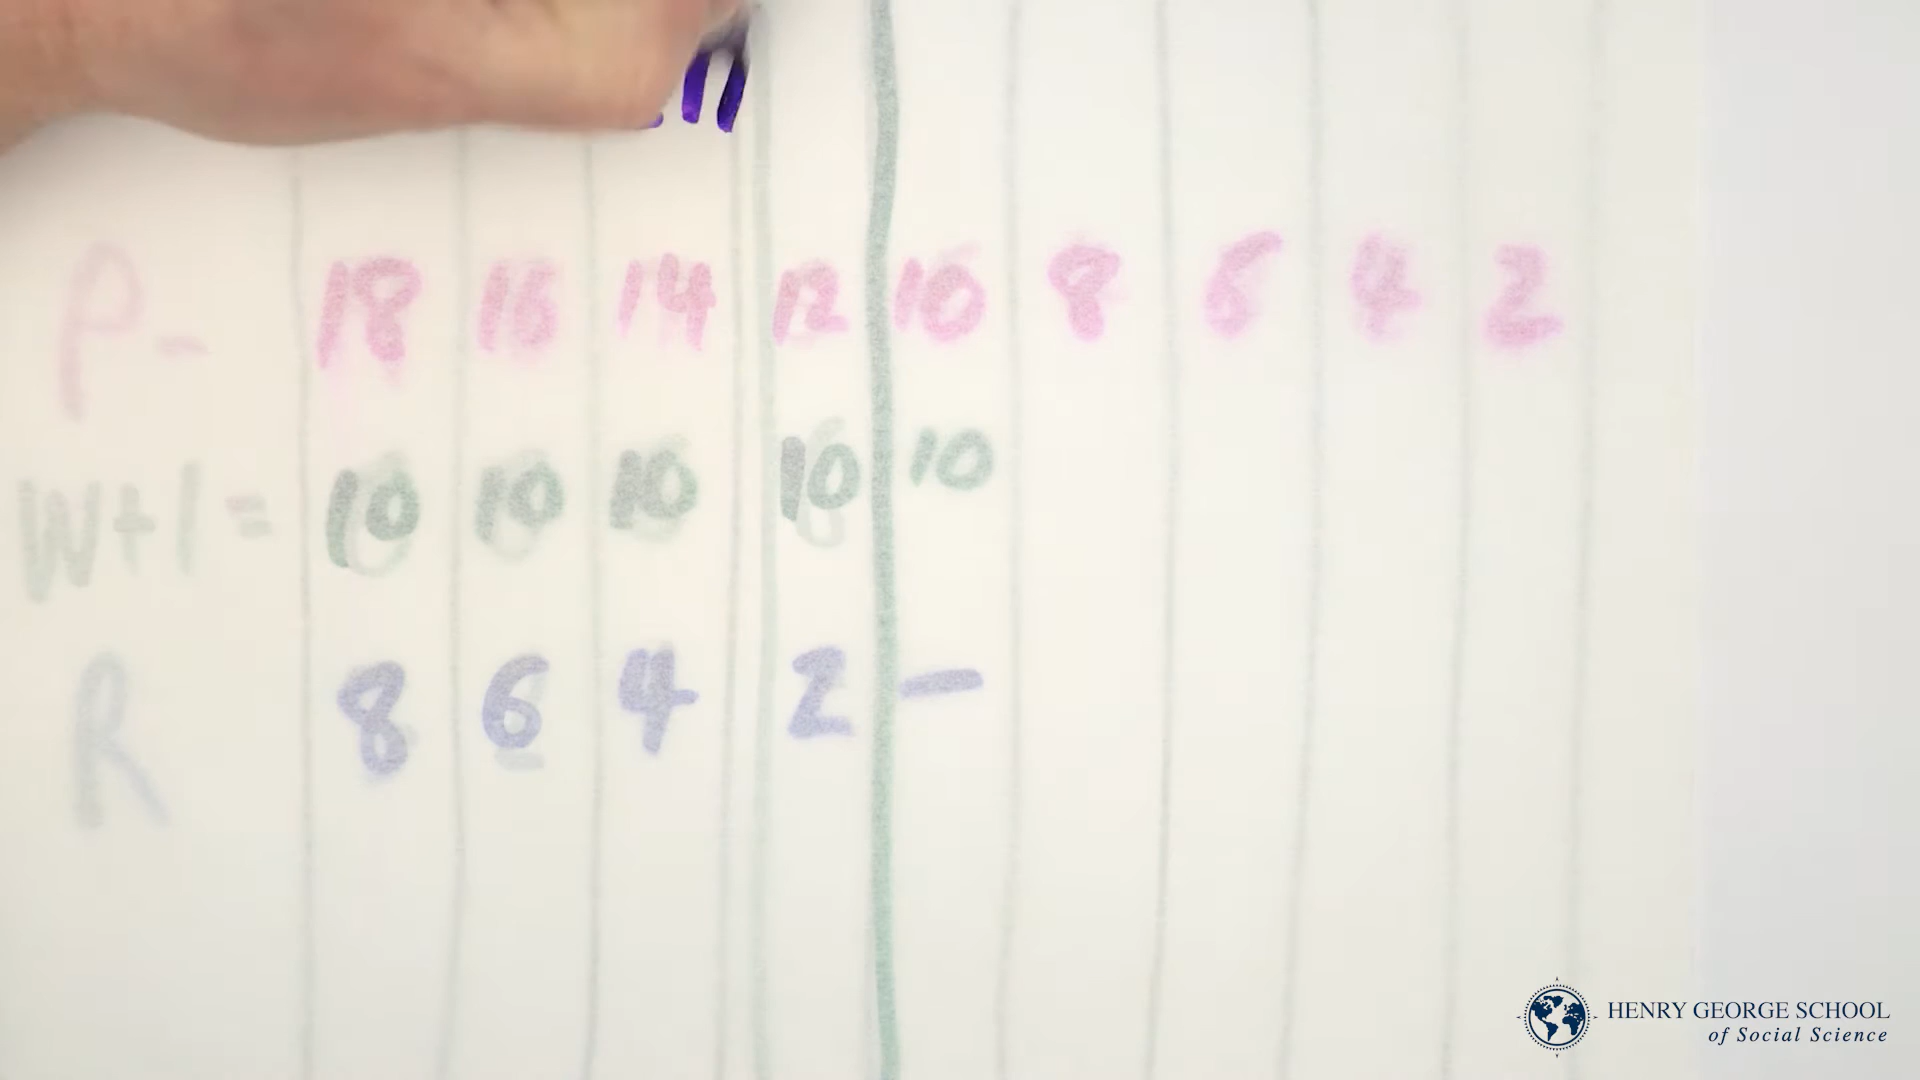 P - 18 16 14 12 10 8 6 4 2
W+1 = 10 10 10 10 10
R 8 6 4 2 —
HENRY GEORGE SCHOOL
of Social Science